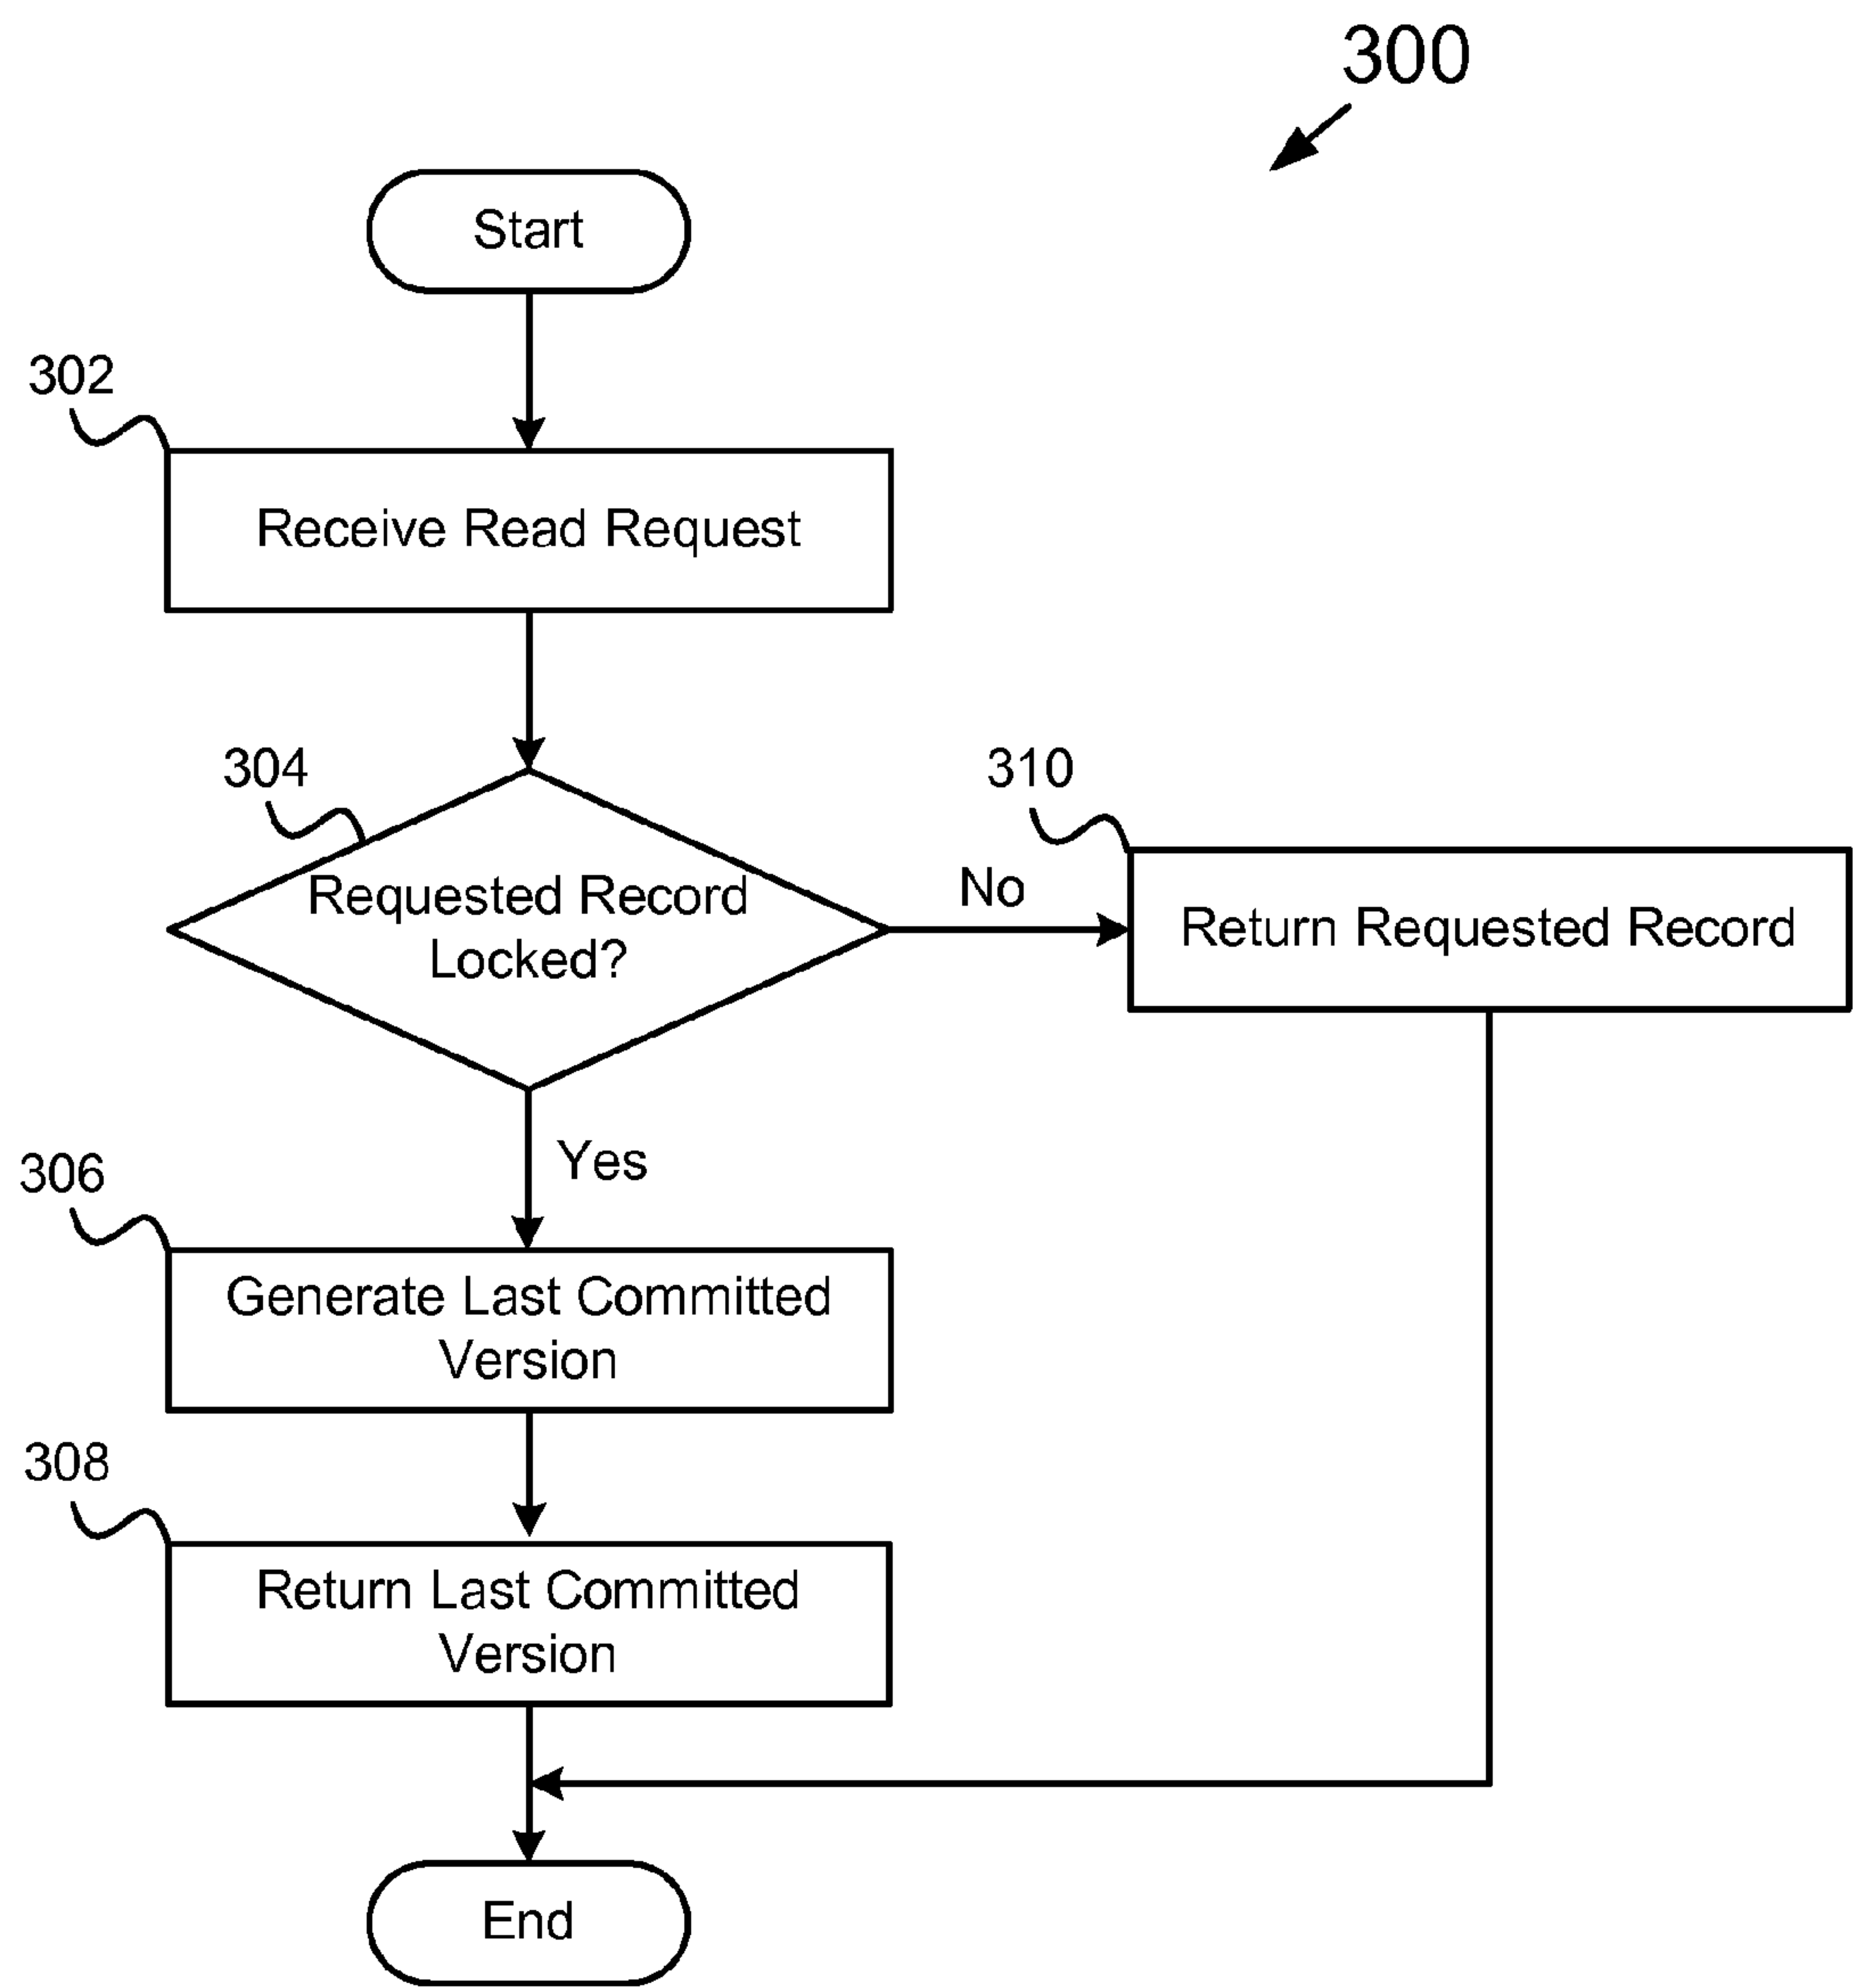 300
Start
302
Receive Read Request
304
Requested Record
Locked?
No
310
Return Requested Record
Yes
306
Generate Last Committed
Version
308
Return Last Committed
Version
End